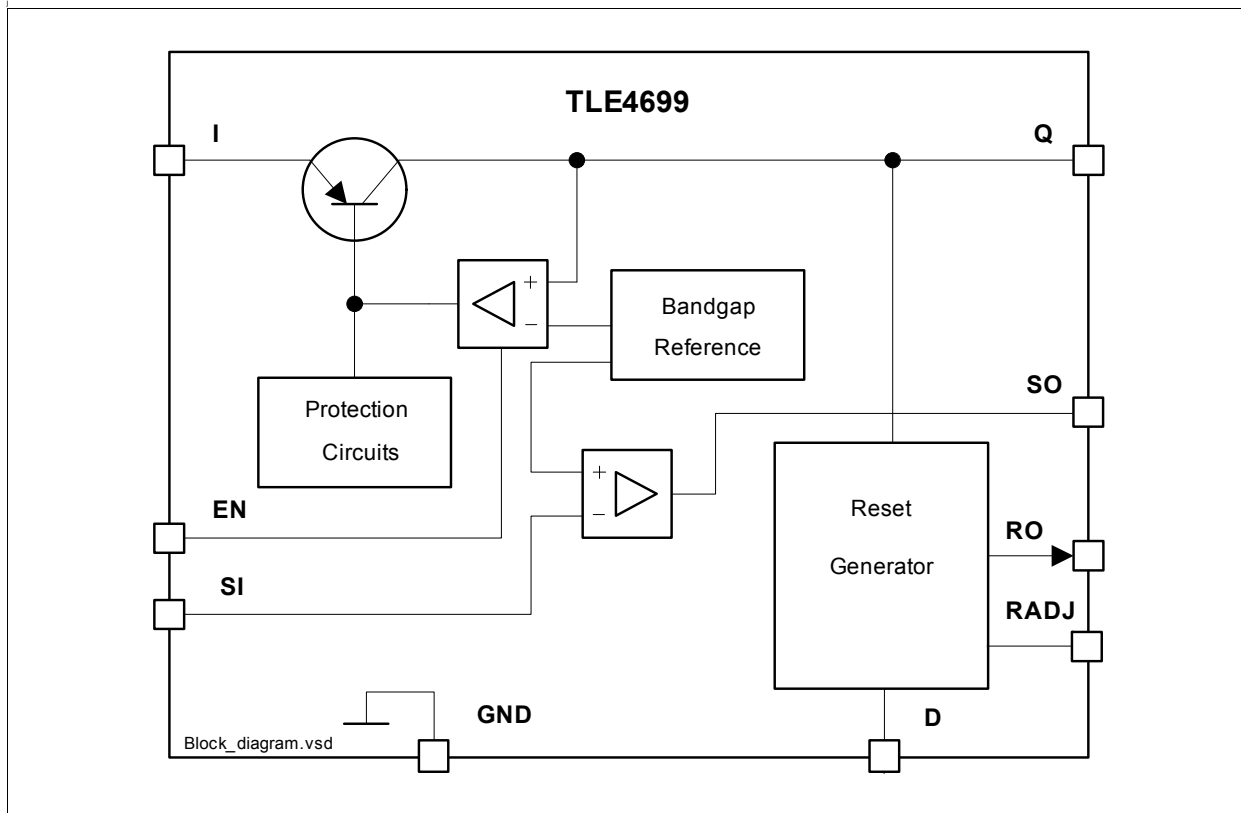 TLE4699
I
Q
+
−
Bandgap
Reference
SO
Protection
Circuits
+
−
Reset
Generator
EN
RO
SI
RADJ
GND
D
Block_diagram.vsd